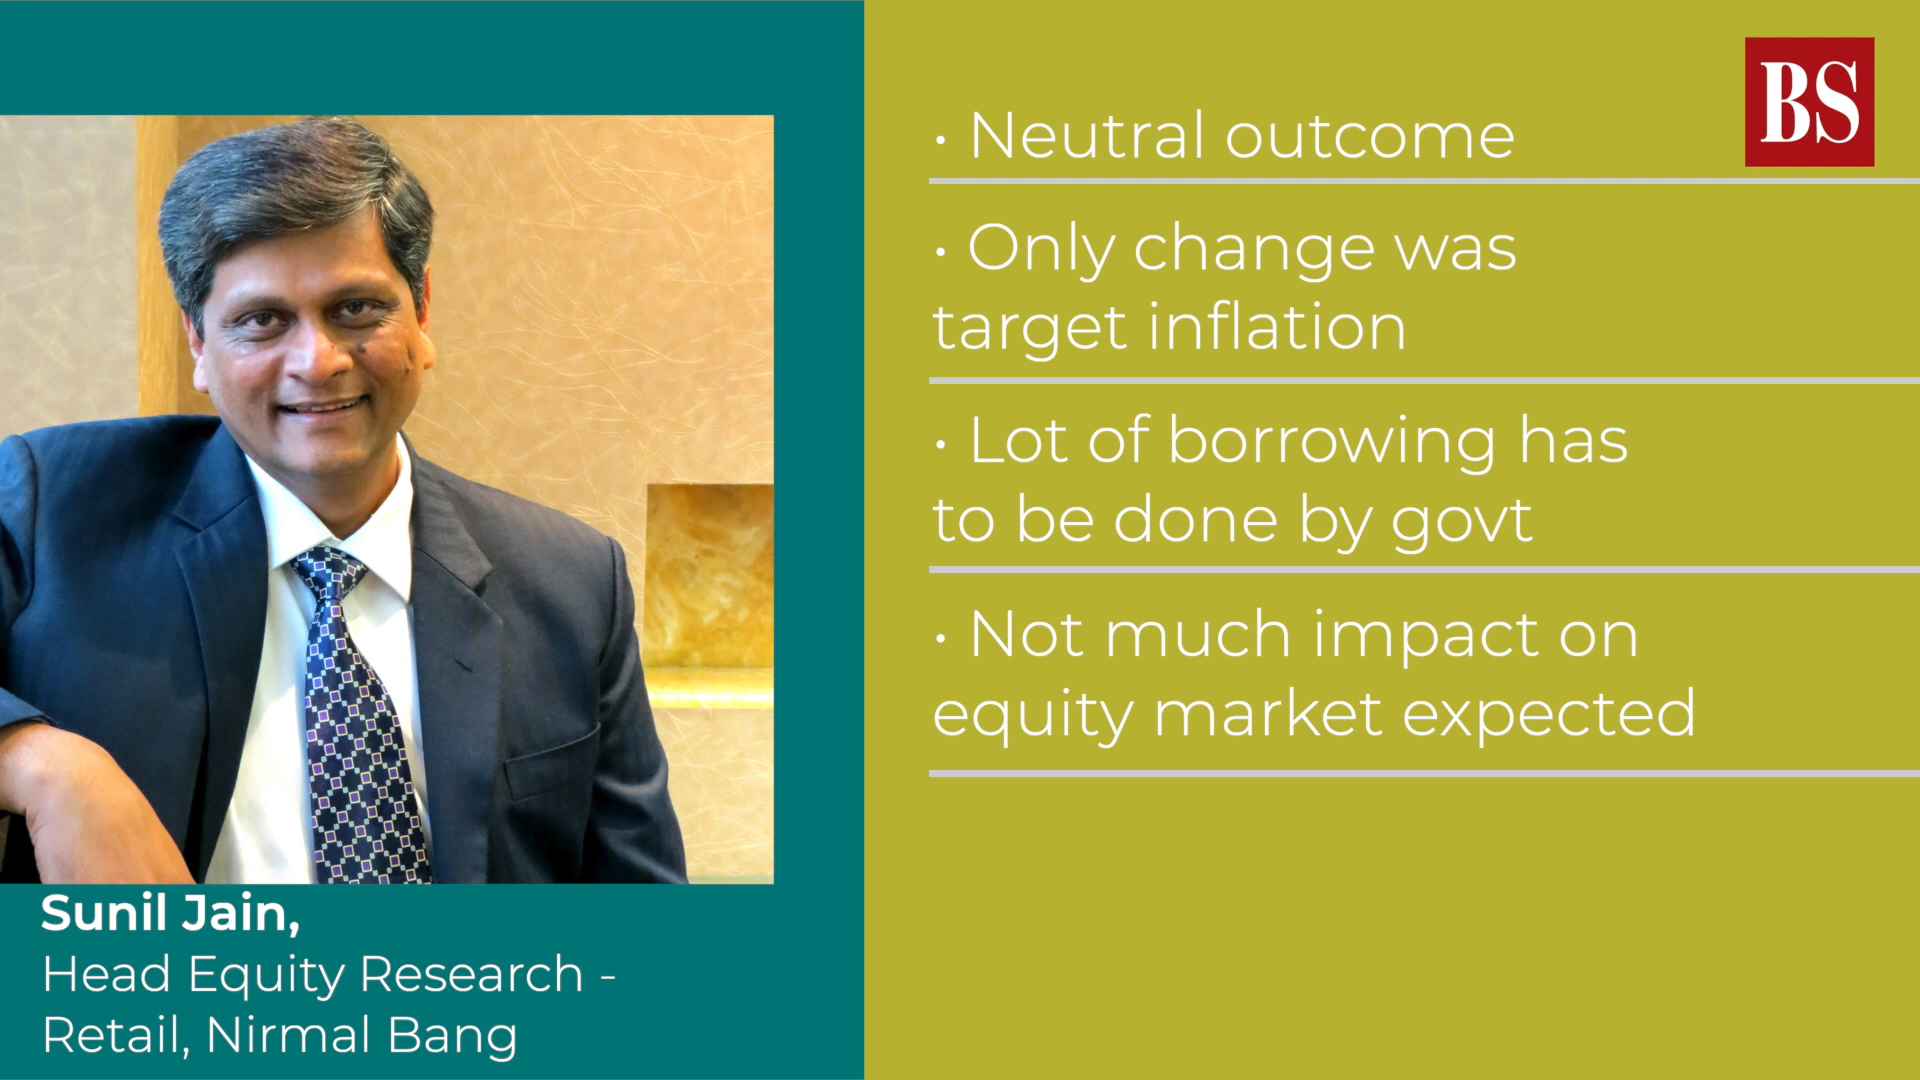 BS
• Neutral outcome
• Only change was
target inflation
• Lot of borrowing has
to be done by govt
• Not much impact on
equity market expected
Sunil Jain,
Head Equity Research -
Retail, Nirmal Bang